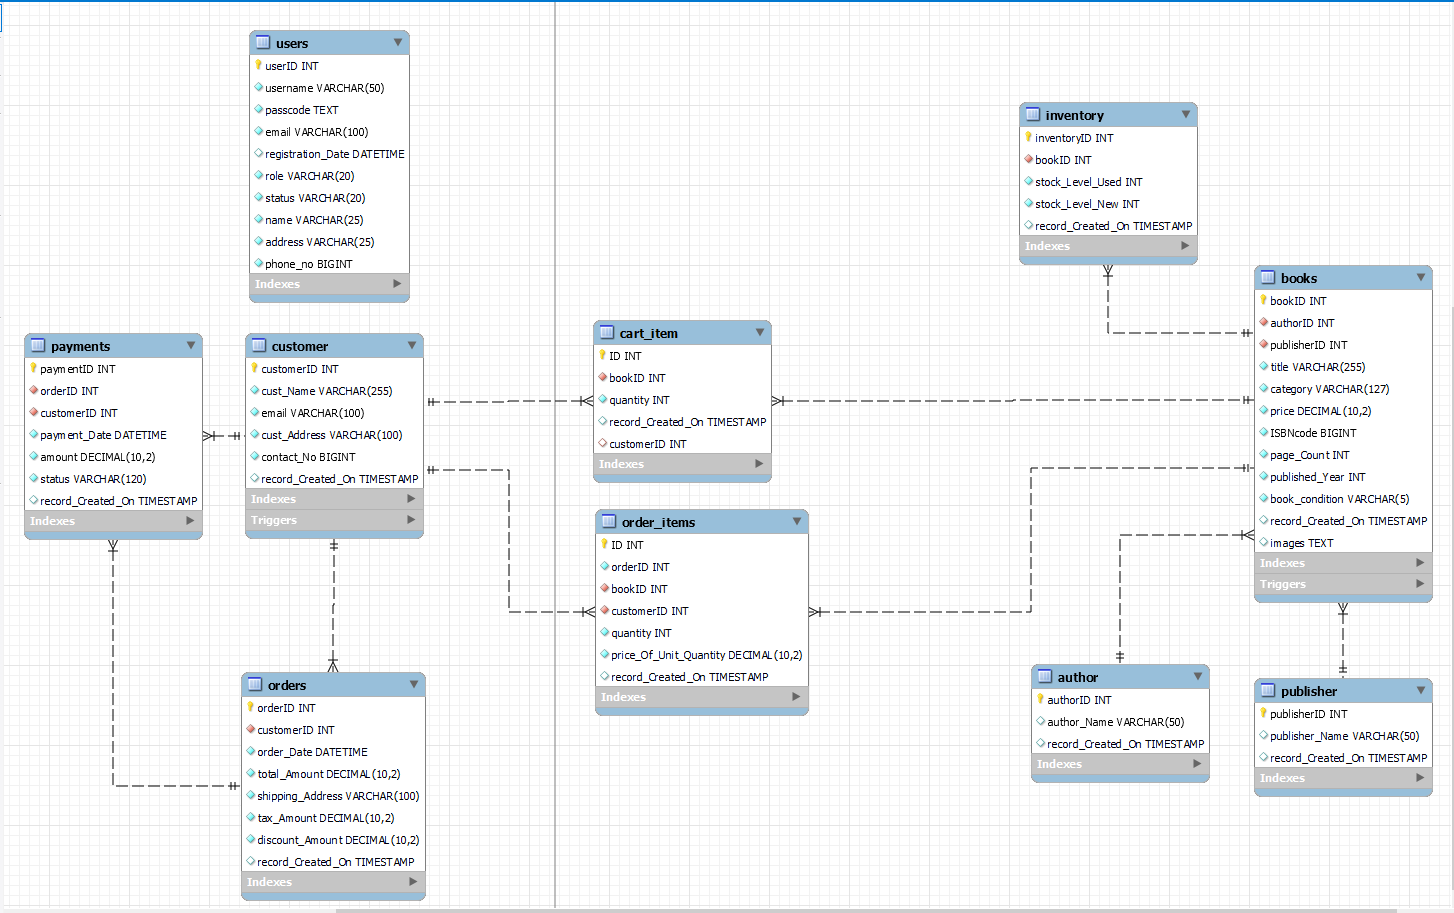 users
userID INT
username VARCHAR(50)
passcode TEXT
email VARCHAR(100)
registration_Date DATETIME
role VARCHAR(20)
status VARCHAR(20)
name VARCHAR(25)
address VARCHAR(25)
phone_no BIGINT
Indexes
payments
paymentID INT
orderID INT
customerID INT
payment_Date DATETIME
amount DECIMAL(10,2)
status VARCHAR(120)
record_Created_On TIMESTAMP
Indexes
customer
customerID INT
cust_Name VARCHAR(255)
email VARCHAR(100)
cust_Address VARCHAR(100)
contact_No BIGINT
record_Created_On TIMESTAMP
Indexes
Triggers
orders
orderID INT
customerID INT
order_Date DATETIME
total_Amount DECIMAL(10,2)
shipping_Address VARCHAR(100)
tax_Amount DECIMAL(10,2)
discount_Amount DECIMAL(10,2)
record_Created_On TIMESTAMP
Indexes
cart_item
ID INT
bookID INT
quantity INT
record_Created_On TIMESTAMP
customerID INT
Indexes
order_items
ID INT
orderID INT
bookID INT
customerID INT
quantity INT
price_Of_Unit_Quantity DECIMAL(10,2)
record_Created_On TIMESTAMP
Indexes
inventory
inventoryID INT
bookID INT
stock_Level_Used INT
stock_Level_New INT
record_Created_On TIMESTAMP
Indexes
books
bookID INT
authorID INT
publisherID INT
title VARCHAR(255)
category VARCHAR(127)
price DECIMAL(10,2)
ISBNcode BIGINT
page_Count INT
published_Year INT
book_condition VARCHAR(5)
record_Created_On TIMESTAMP
images TEXT
Indexes
Triggers
author
authorID INT
author_Name VARCHAR(50)
record_Created_On TIMESTAMP
Indexes
publisher
publisherID INT
publisher_Name VARCHAR(50)
record_Created_On TIMESTAMP
Indexes